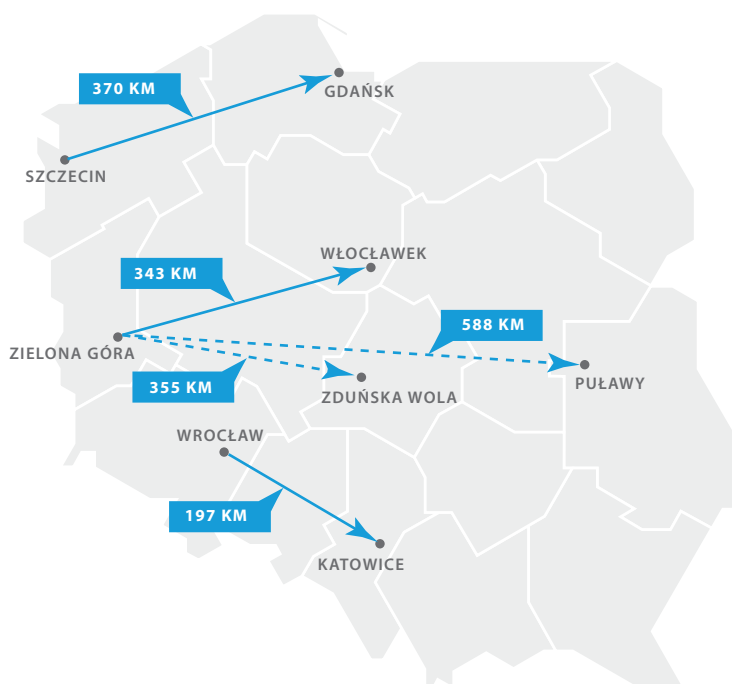 370 KM
GDAŃSK
SZCZECIN
WŁOCŁAWEK
343 KM
588 KM
ZIELONA GÓRA
355 KM
ZDUŃSKA WOLA
PUŁAWY
WROCŁAW
197 KM
KATOWICE